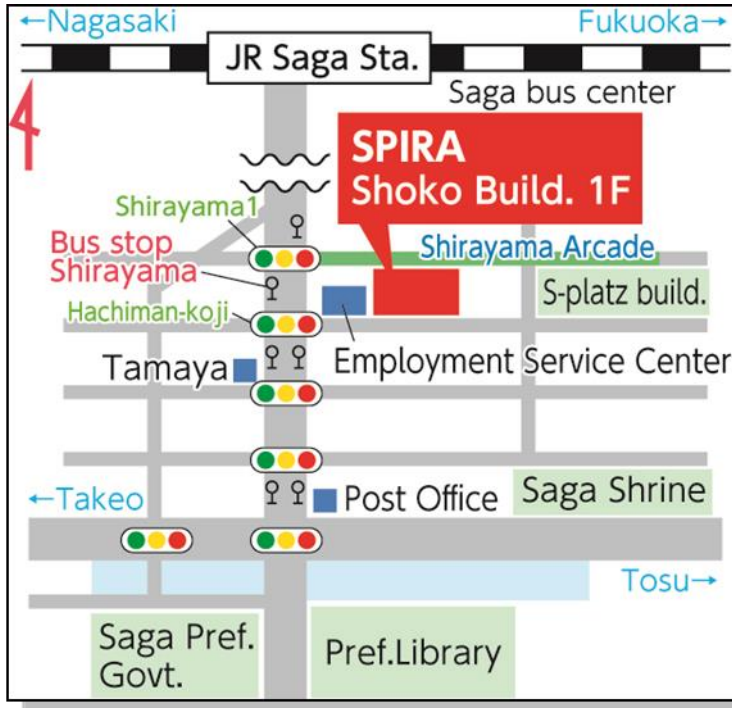 ←Nagasaki
Fukuoka→
JR Saga Sta.
Saga bus center
SPIRA
Shoko Build. 1F
Shirayama1
Bus stop
Shirayama
Shirayama Arcade
S-platz build.
Hachiman-koji
Tamaya
Employment Service Center
←Takeo
Post Office
Saga Shrine
Tosu→
Saga Pref.
Govt.
Pref.Library